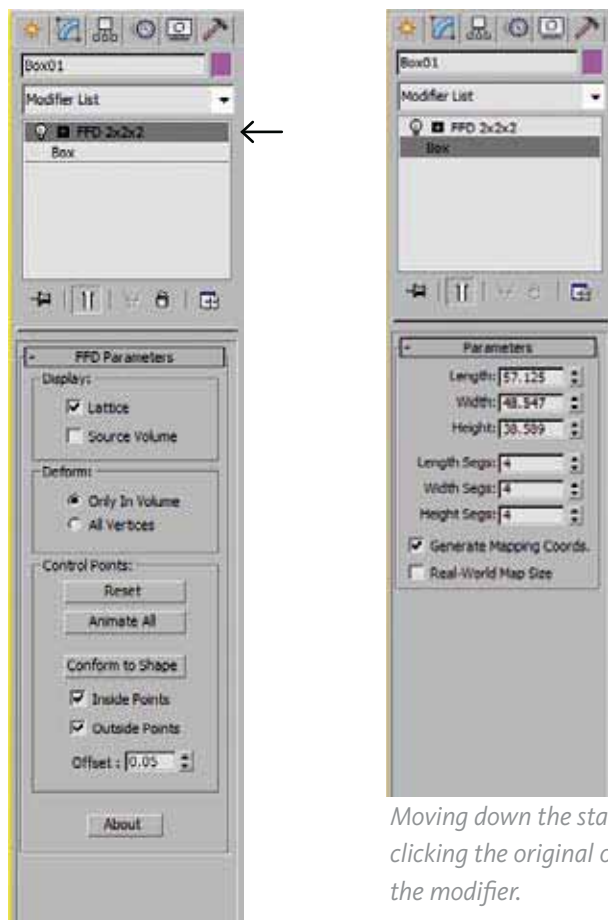 Box01
Modifier List
FFD 2x2x2
Box
- FFD Parameters
Display:
Lattice
Source Volume
Deform:
Only In Volume
All Vertices
Control Points:
Reset
Animate All
Conform to Shape
Inside Points
Outside Points
Offset : 0.05
About
Box01
Modifier List
FFD 2x2x2
Box
- Parameters
Length: 57.125
Width: 48.547
Height: 38.589
Length Segs: 4
Width Segs: 4
Height Segs: 4
Generate Mapping Coords.
Real-World Map Size
Moving down the sta
clicking the original o
the modifier.